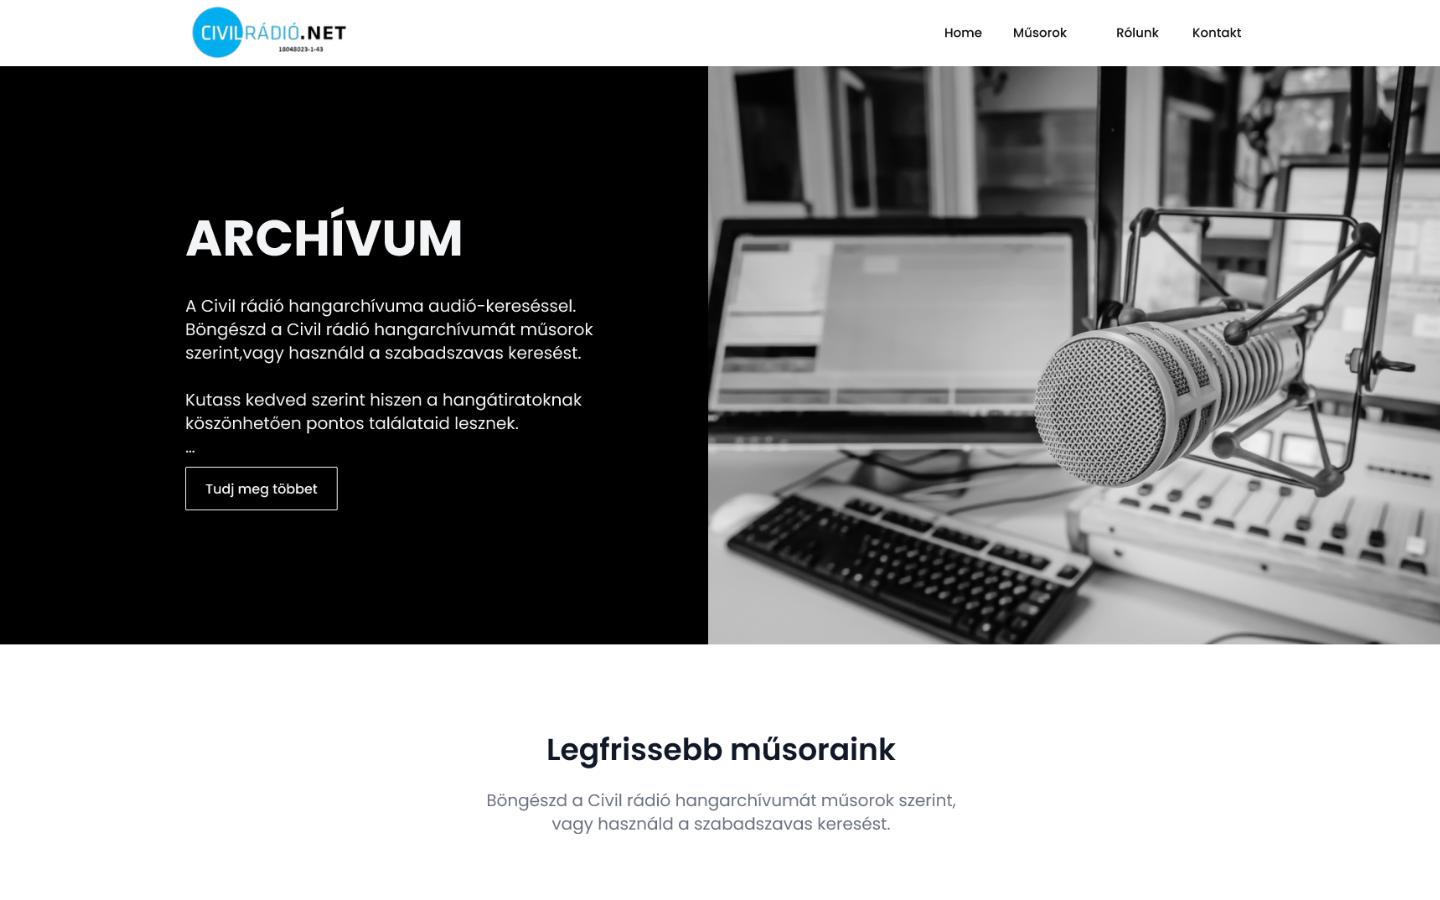 CIVILRÁDIÓ.NET
18048023-1-43
Home
Műsorok
Rólunk
Kontakt
ARCHÍVUM
A Civil rádió hangarchívuma audió-kereséssel.
Böngészd a Civil rádió hangarchívumát műsorok
szerint,vagy használd a szabadszavas keresést.
Kutass kedved szerint hiszen a hangátiratoknak
köszönhetően pontos találataid lesznek.
...
Tudj meg többet
Legfrissebb műsoraink
Böngészd a Civil rádió hangarchívumát műsorok szerint,
vagy használd a szabadszavas keresést.